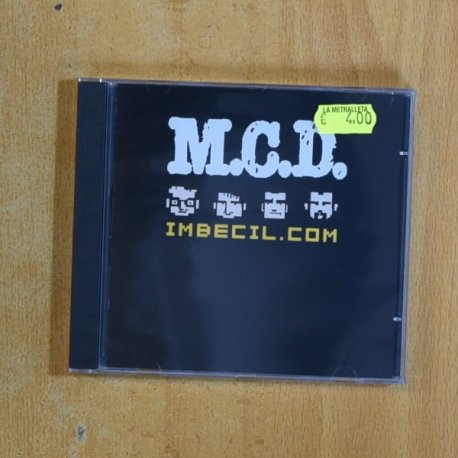 LA METRALLETA
€ 4,00
M.C.D.
IMBECIL.COM